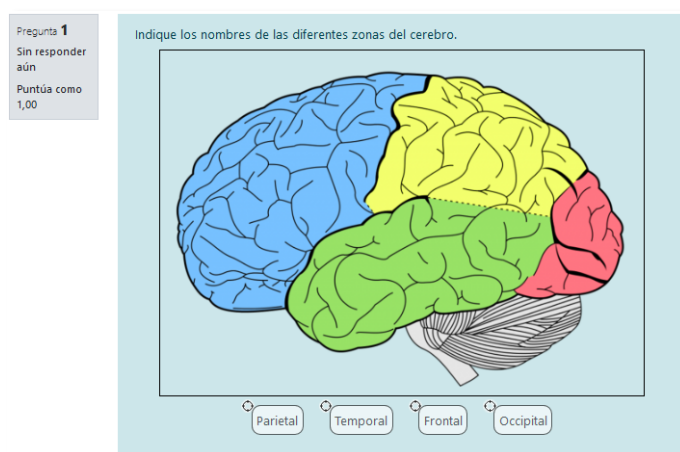 Pregunta 1
Sin responder
aún
Puntúa como
1,00
Indique los nombres de las diferentes zonas del cerebro.
Parietal
Temporal
Frontal
Occipital